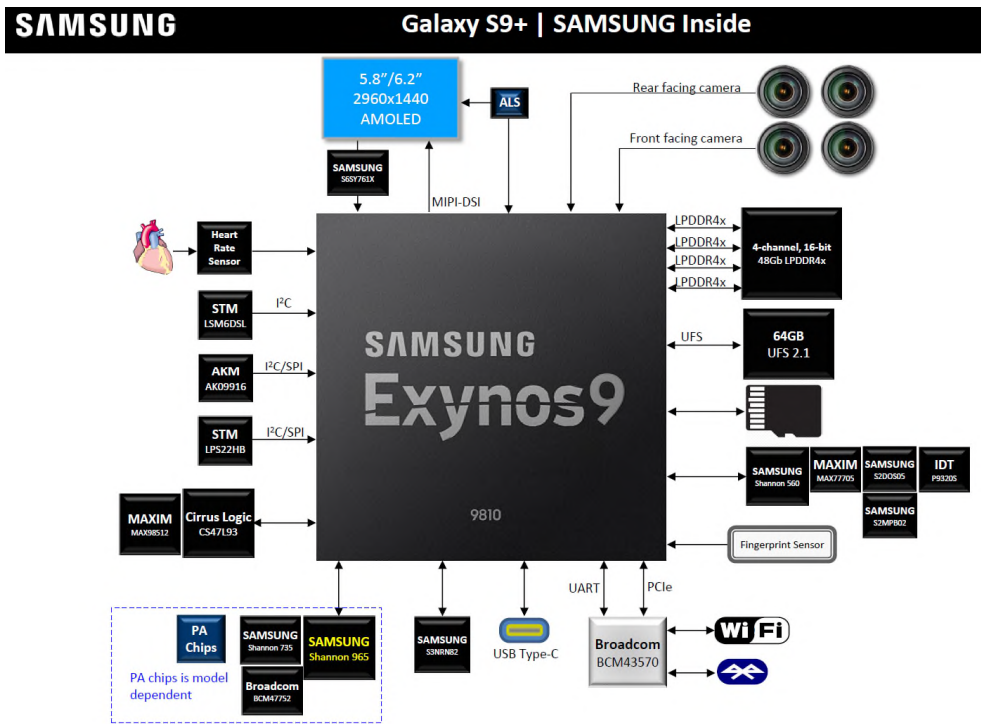 SAMSUNG
Galaxy S9+ | SAMSUNG Inside
5.8”/6.2”
2960x1440
AMOLED
ALS
Rear facing camera
Front facing camera
SAMSUNG
S6SY761X
MIPI-DSI
Heart
Rate
Sensor
STM
LSM6DSL
I²C
AKM
AK09916
I²C/SPI
STM
LPS22HB
I²C/SPI
MAXIM
MAX98512
Cirrus Logic
CS47L93
SAMSUNG
Exynos9
9810
LPDDR4x
LPDDR4x
LPDDR4x
LPDDR4x
4-channel, 16-bit
48Gb LPDDR4x
UFS
64GB
UFS 2.1
SAMSUNG
Shannon 560
MAXIM
MAX77705
SAMSUNG
S2DOS05
IDT
P9320S
SAMSUNG
S2MPB02
Fingerprint Sensor
PA
Chips
SAMSUNG
Shannon 735
SAMSUNG
Shannon 965
Broadcom
BCM47752
PA chips is model
dependent
SAMSUNG
S3NRN82
USB Type-C
UART
PCIe
Broadcom
BCM43570
Wi Fi